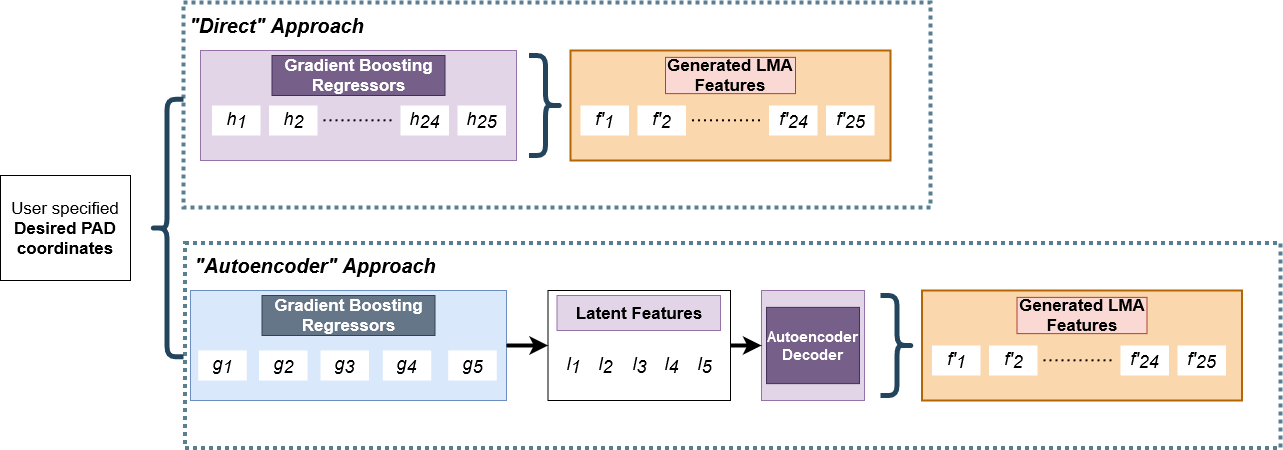 "Direct" Approach
Gradient Boosting
Regressors
h1 h2 ············ h24 h25
Generated LMA
Features
f'1 f'2 ············ f'24 f'25
User specified
Desired PAD
coordinates
"Autoencoder" Approach
Gradient Boosting
Regressors
g1 g2 g3 g4 g5
Latent Features
l1 l2 l3 l4 l5
Autoencoder
Decoder
Generated LMA
Features
f'1 f'2 ············ f'24 f'25